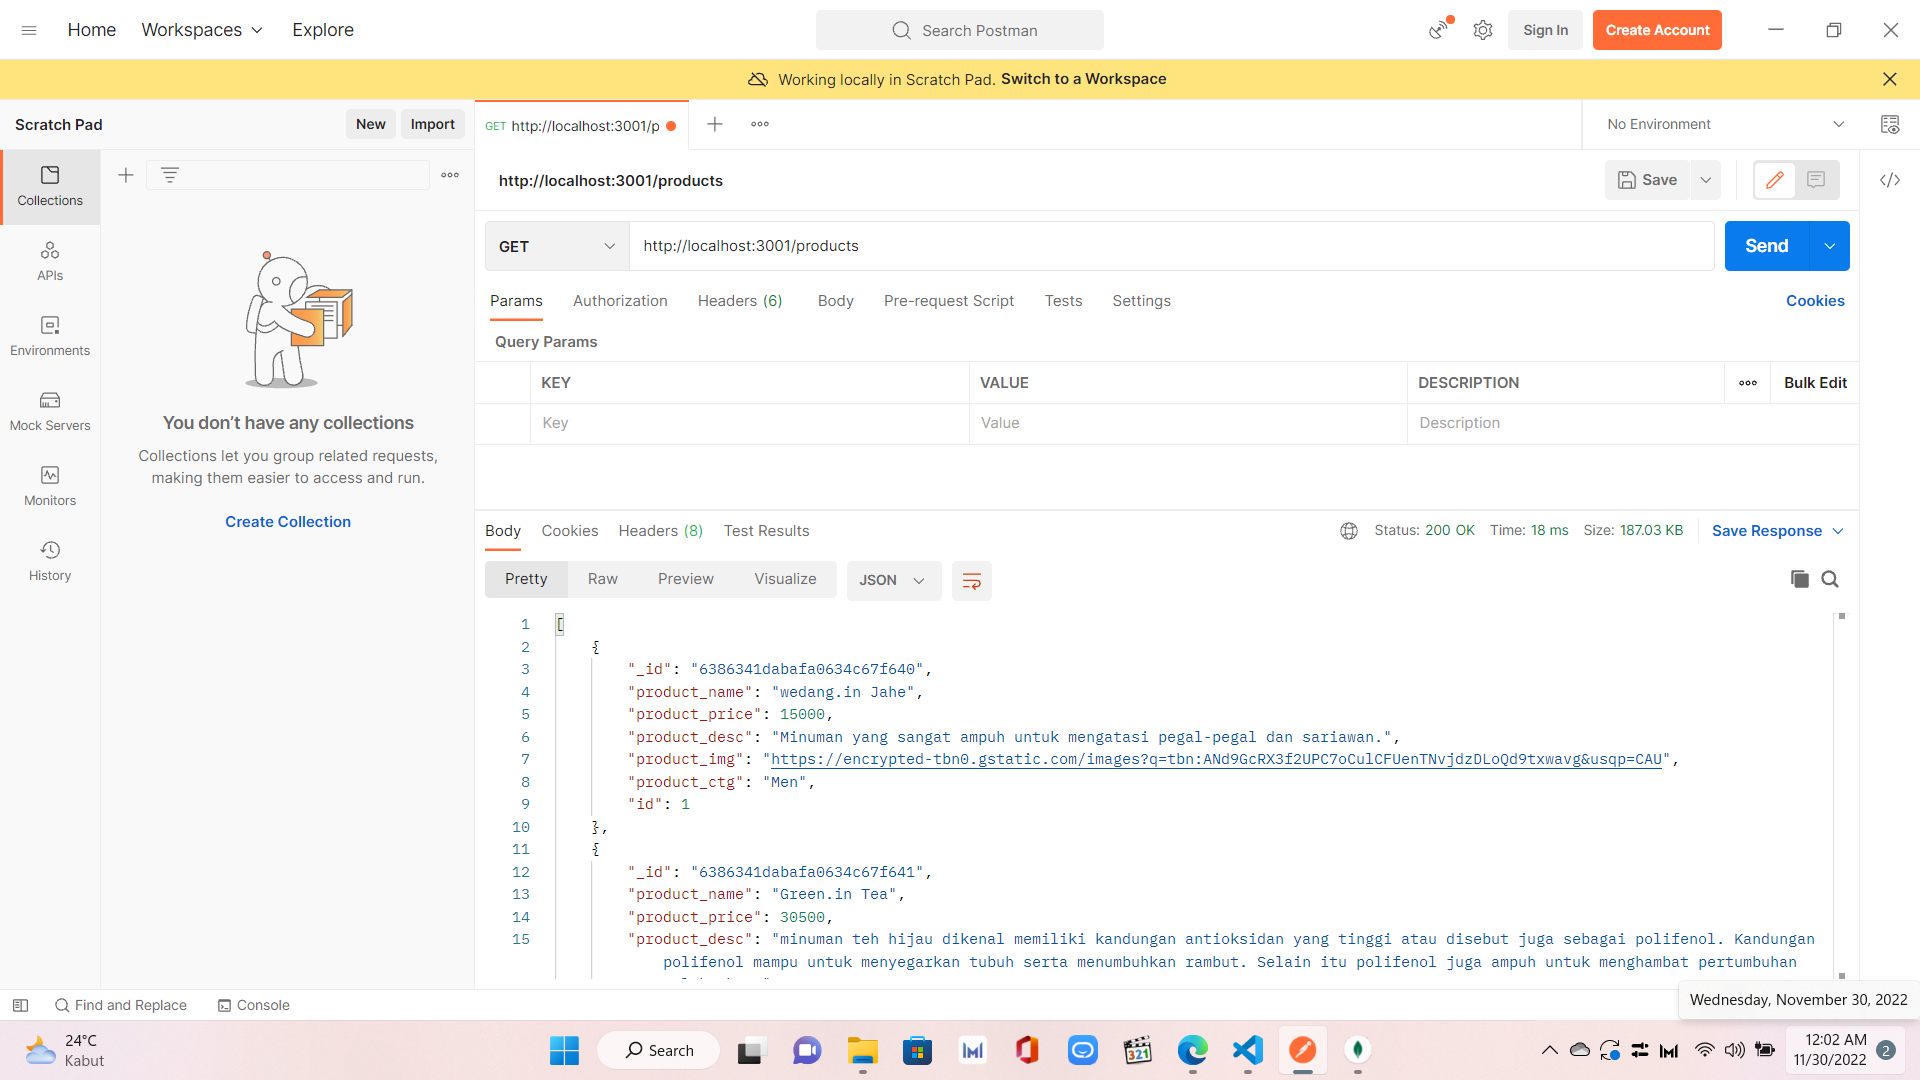 Home
Workspaces
Explore
Search Postman
Sign In
Create Account
Working locally in Scratch Pad. Switch to a Workspace
Scratch Pad
New
Import
GET http://localhost:3001/p
No Environment
Collections
APIs
Environments
Mock Servers
Monitors
History
You don't have any collections
Collections let you group related requests,
making them easier to access and run.
Create Collection
http://localhost:3001/products
Save
GET
http://localhost:3001/products
Send
Params
Authorization
Headers (6)
Body
Pre-request Script
Tests
Settings
Cookies
Query Params
KEY
VALUE
DESCRIPTION
Bulk Edit
Key
Value
Description
Body
Cookies
Headers (8)
Test Results
Status: 200 OK
Time: 18 ms
Size: 187.03 KB
Save Response
Pretty
Raw
Preview
Visualize
JSON
1 [
2 {
3 "_id": "6386341dabafa0634c67f640",
4 "product_name": "wedang.in Jahe",
5 "product_price": 15000,
6 "product_desc": "Minuman yang sangat ampuh untuk mengatasi pegal-pegal dan sariawan.",
7 "product_img": "https://encrypted-tbn0.gstatic.com/images?q=tbn:ANd9GcRX3f2UPC7oCulCFUenTNvjdzDLoQd9txwavg&usqp=CAU",
8 "product_ctg": "Men",
9 "id": 1
10 },
11 {
12 "_id": "6386341dabafa0634c67f641",
13 "product_name": "Green.in Tea",
14 "product_price": 30500,
15 "product_desc": "minuman teh hijau dikenal memiliki kandungan antioksidan yang tinggi atau disebut juga sebagai polifenol. Kandungan
polifenol mampu untuk menyegarkan tubuh serta menumbuhkan rambut. Selain itu polifenol juga ampuh untuk menghambat pertumbuhan
Find and Replace
Console
Wednesday, November 30, 2022
24°C
Kabut
Search
321
12:02 AM
11/30/2022
2